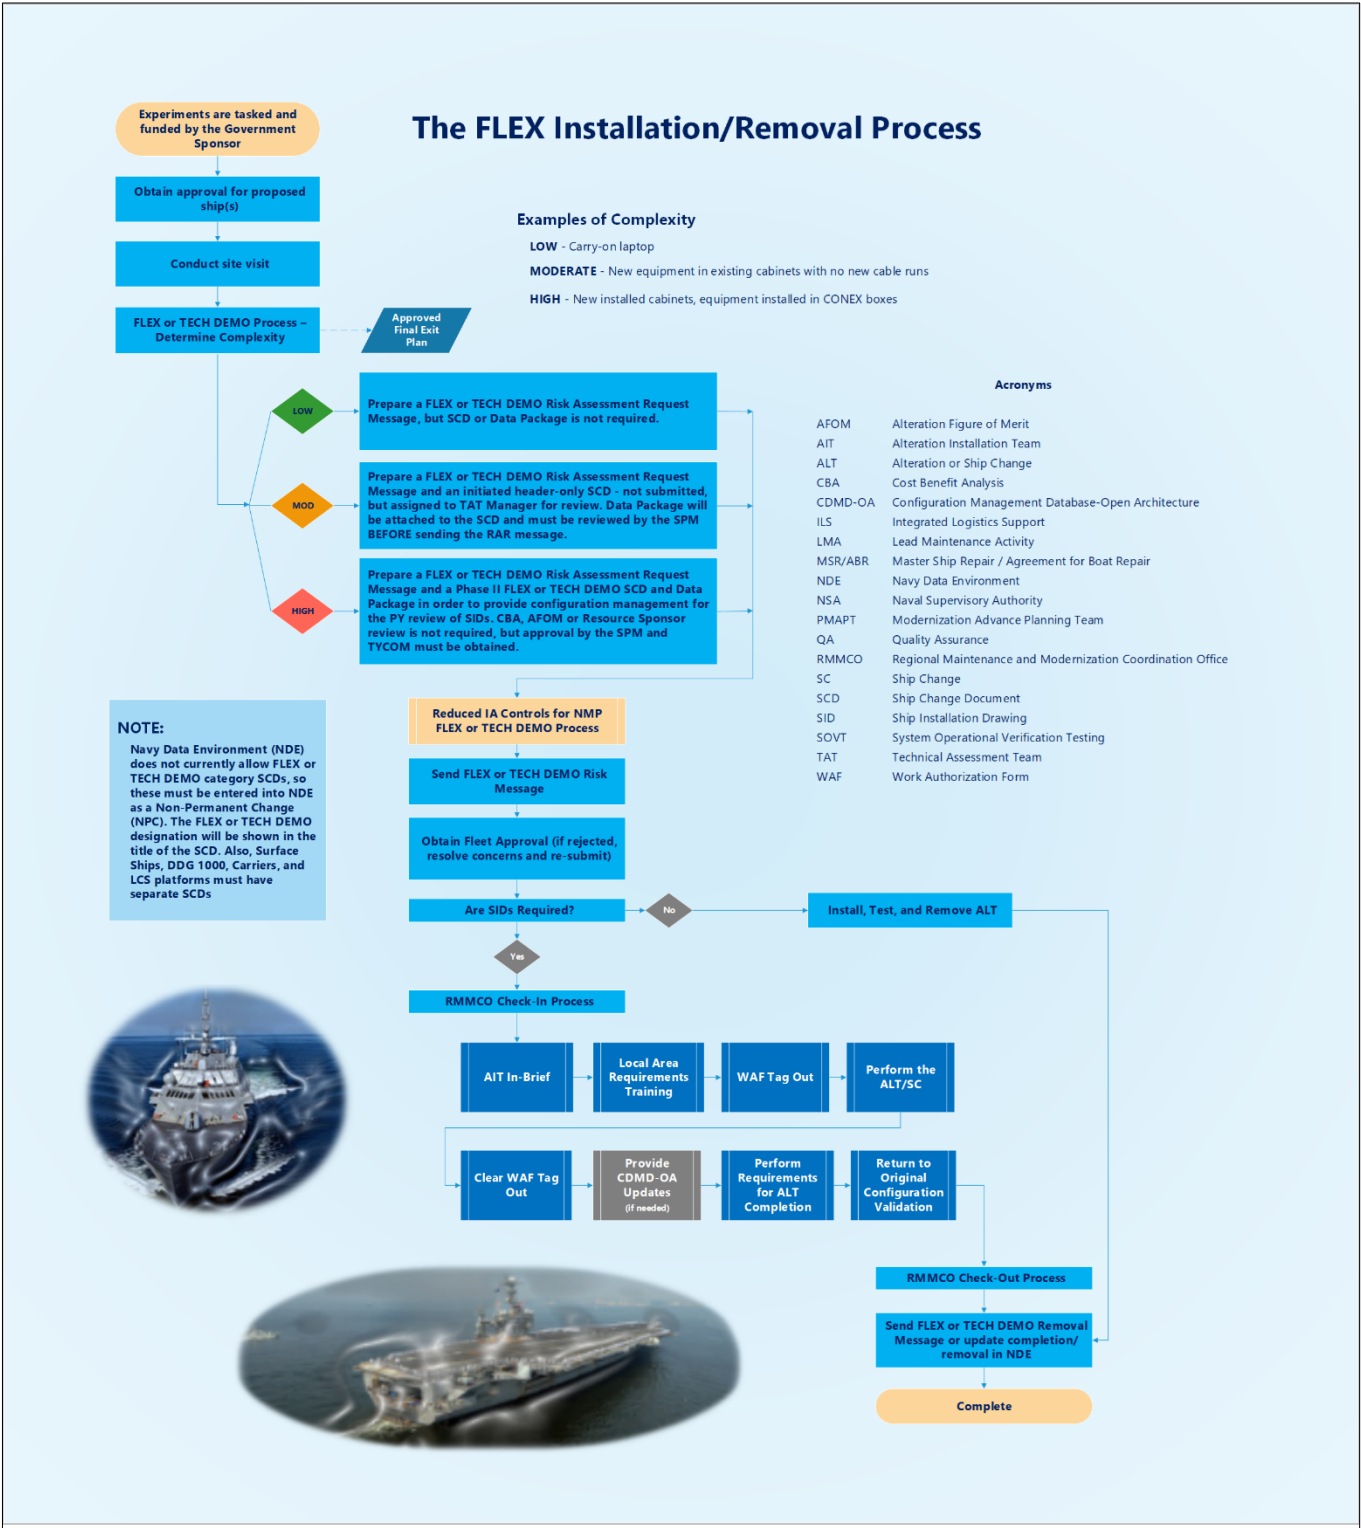 Experiments are tasked and
funded by the Government
Sponsor
The FLEX Installation/Removal Process
Obtain approval for proposed
ship(s)
Conduct site visit
FLEX or TECH DEMO Process –
Determine Complexity
Approved
Final Exit
Plan
Examples of Complexity
LOW - Carry-on laptop
MODERATE - New equipment in existing cabinets with no new cable runs
HIGH - New installed cabinets, equipment installed in CONEX boxes
LOW
Prepare a FLEX or TECH DEMO Risk Assessment Request
Message, but SCD or Data Package is not required.
MOD
Prepare a FLEX or TECH DEMO Risk Assessment Request
Message and an initiated header-only SCD - not submitted,
but assigned to TAT Manager for review. Data Package will
be attached to the SCD and must be reviewed by the SPM
BEFORE sending the RAR message.
HIGH
Prepare a FLEX or TECH DEMO Risk Assessment Request
Message and a Phase II FLEX or TECH DEMO SCD and Data
Package in order to provide configuration management for
the PY review of SIDs. CBA, AFOM or Resource Sponsor
review is not required, but approval by the SPM and
TYCOM must be obtained.
Acronyms
AFOM Alteration Figure of Merit
AIT Alteration Installation Team
ALT Alteration or Ship Change
CBA Cost Benefit Analysis
CDMD-OA Configuration Management Database-Open Architecture
ILS Integrated Logistics Support
LMA Lead Maintenance Activity
MSR/ABR Master Ship Repair / Agreement for Boat Repair
NDE Navy Data Environment
NSA Naval Supervisory Authority
PMAPT Modernization Advance Planning Team
QA Quality Assurance
RMMCO Regional Maintenance and Modernization Coordination Office
SC Ship Change
SCD Ship Change Document
SID Ship Installation Drawing
SOVT System Operational Verification Testing
TAT Technical Assessment Team
WAF Work Authorization Form
NOTE:
Navy Data Environment (NDE)
does not currently allow FLEX or
TECH DEMO category SCDs, so
these must be entered into NDE
as a Non-Permanent Change
(NPC). The FLEX or TECH DEMO
designation will be shown in the
title of the SCD. Also, Surface
Ships, DDG 1000, Carriers, and
LCS platforms must have
separate SCDs
Reduced IA Controls for NMP
FLEX or TECH DEMO Process
Send FLEX or TECH DEMO Risk
Message
Obtain Fleet Approval (if rejected,
resolve concerns and re-submit)
Are SIDs Required?
No
Install, Test, and Remove ALT
Yes
RMMCO Check-In Process
AIT In-Brief
Local Area
Requirements
Training
WAF Tag Out
Perform the
ALT/SC
Clear WAF Tag
Out
Provide
CDMD-OA
Updates
(if needed)
Perform
Requirements
for ALT
Completion
Return to
Original
Configuration
Validation
RMMCO Check-Out Process
Send FLEX or TECH DEMO Removal
Message or update completion/
removal in NDE
Complete